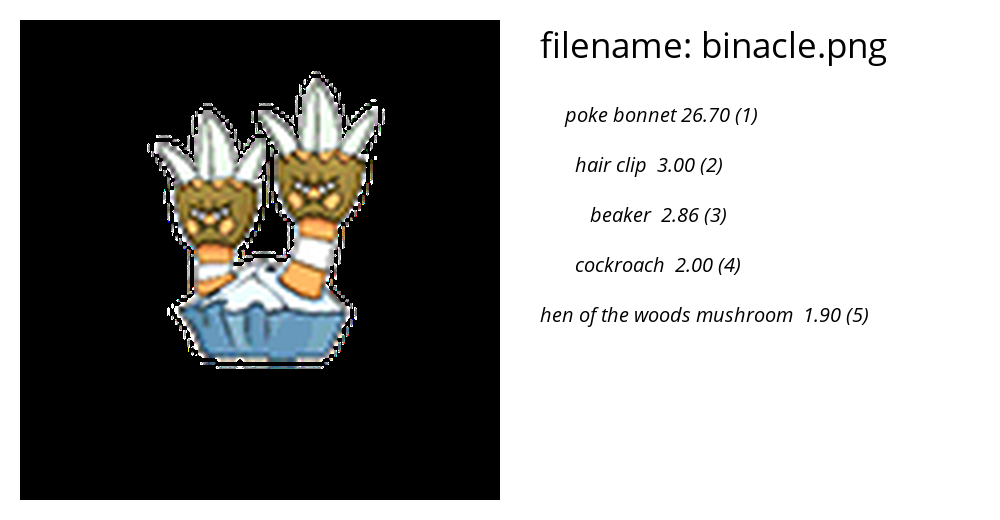 filename: binacle.png
poke bonnet 26.70 (1)
hair clip 3.00 (2)
beaker 2.86 (3)
cockroach 2.00 (4)
hen of the woods mushroom 1.90 (5)